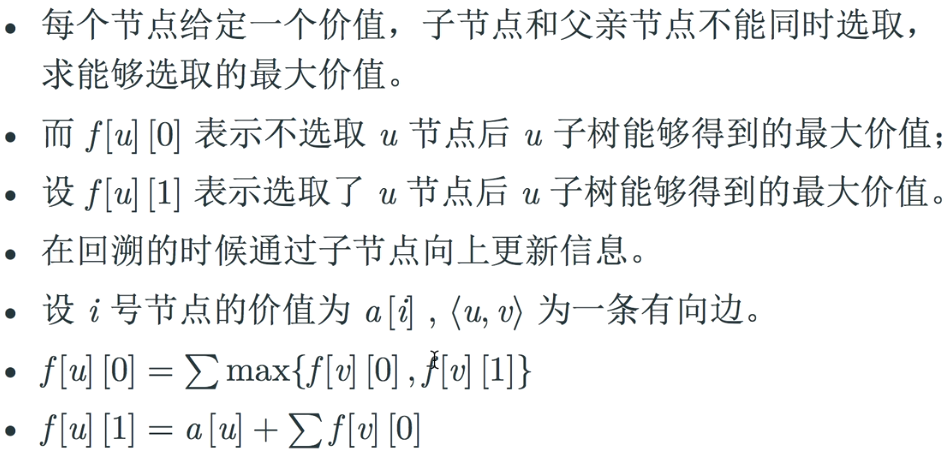 • 每个节点给定一个价值，子节点和父亲节点不能同时选取，
求能够选取的最大价值。
• 而 f[u][0] 表示不选取 u 节点后 u 子树能够得到的最大价值；
• 设 f[u][1] 表示选取了 u 节点后 u 子树能够得到的最大价值。
• 在回溯的时候通过子节点向上更新信息。
• 设 i 号节点的价值为 a[i] , ⟨u, v⟩ 为一条有向边。
• f[u][0] = ∑ max{f[v][0] , f[v][1]}
• f[u][1] = a[u] + ∑ f[v][0]